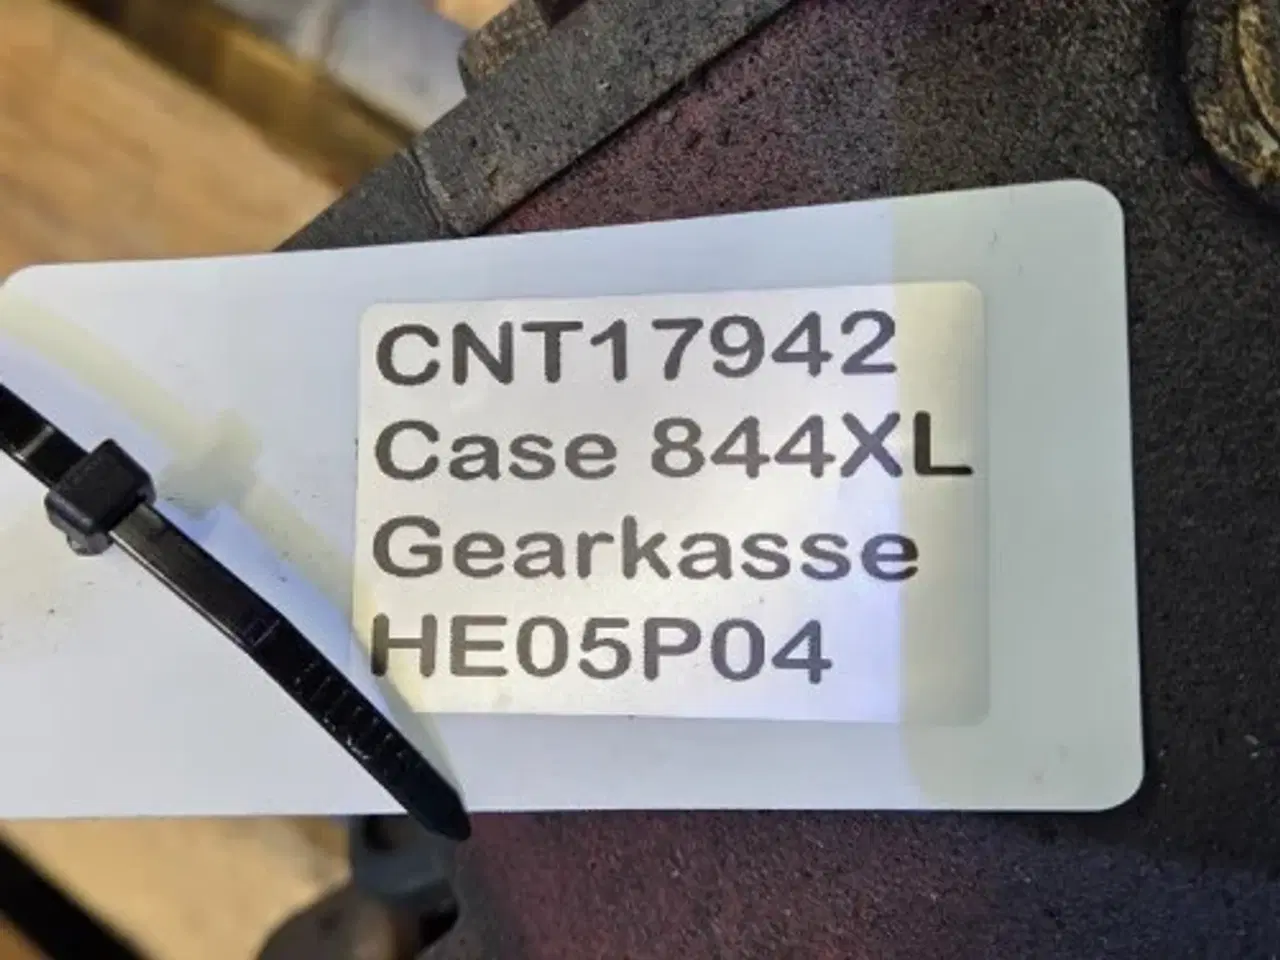 CNT17942
Case 844XL
Gearkasse
HE05P04